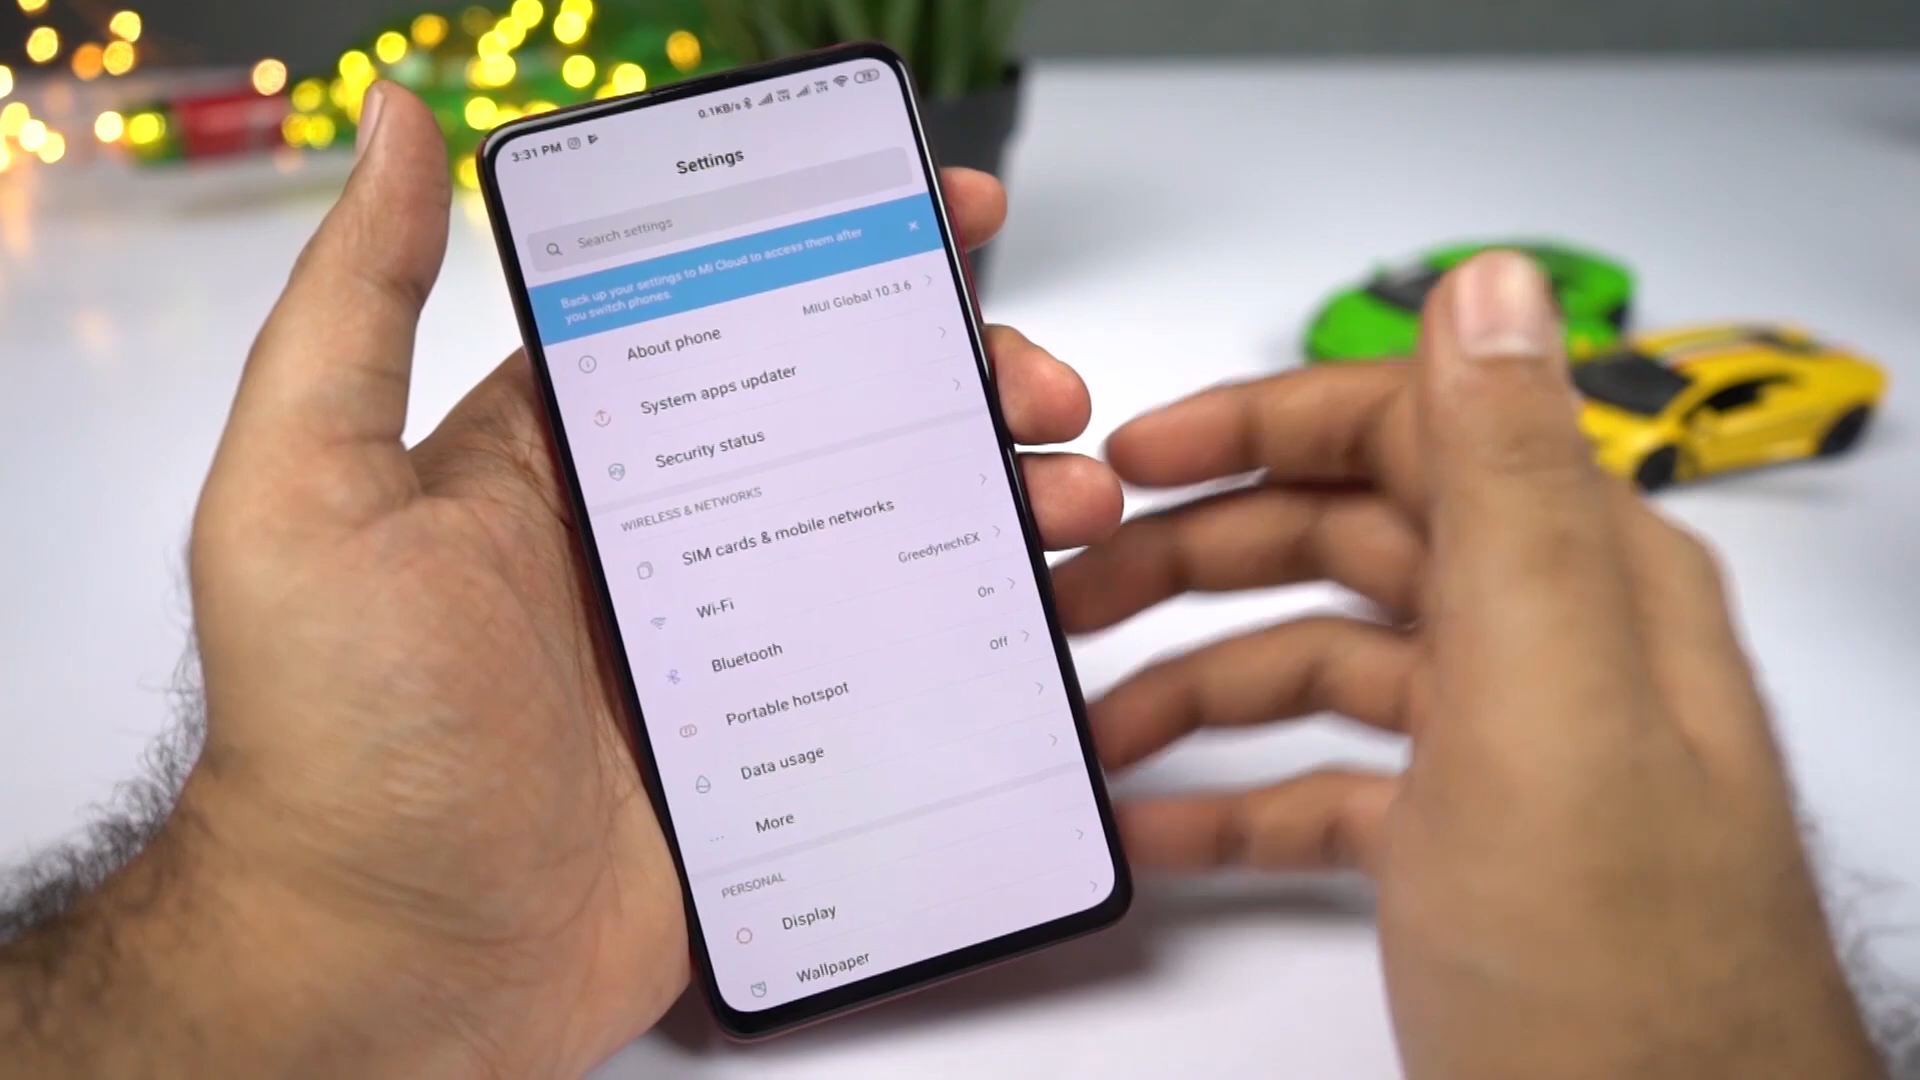 3:31 PM
0.1KB/s
Settings
Search settings
Back up your settings to Mi Cloud to access them after
you switch phones.
About phone
MIUI Global 10.3.6
System apps updater
Security status
WIRELESS & NETWORKS
SIM cards & mobile networks
Wi-Fi
GreedytechEX
Bluetooth
On
Portable hotspot
Off
Data usage
More
PERSONAL
Display
Wallpaper